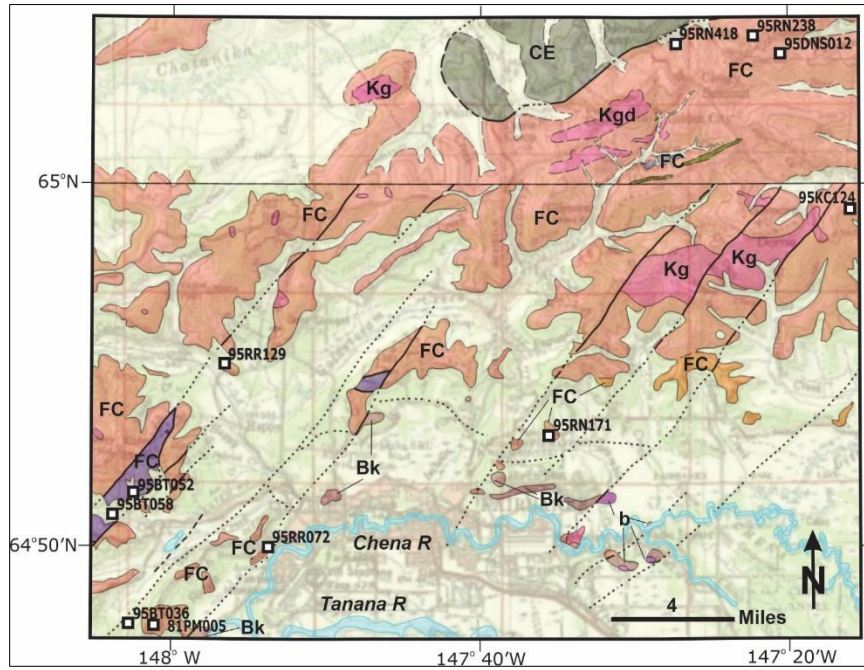 95RN238
95RN418
95DNS012
CE
FC
Chatanika
Kg
Kgd
FC
65°N
95KC124
FC
FC
Kg
Kg
95RR129
FC
FC
FC
FC
95RN171
FC
95BT052
Bk
Bk
95BT058
b
64°50'N
FC
95RR072
Chena R
FC
N
4
Miles
Tanana R
95BT036
81PM005
Bk
148° W
147°40' W
147°20' W